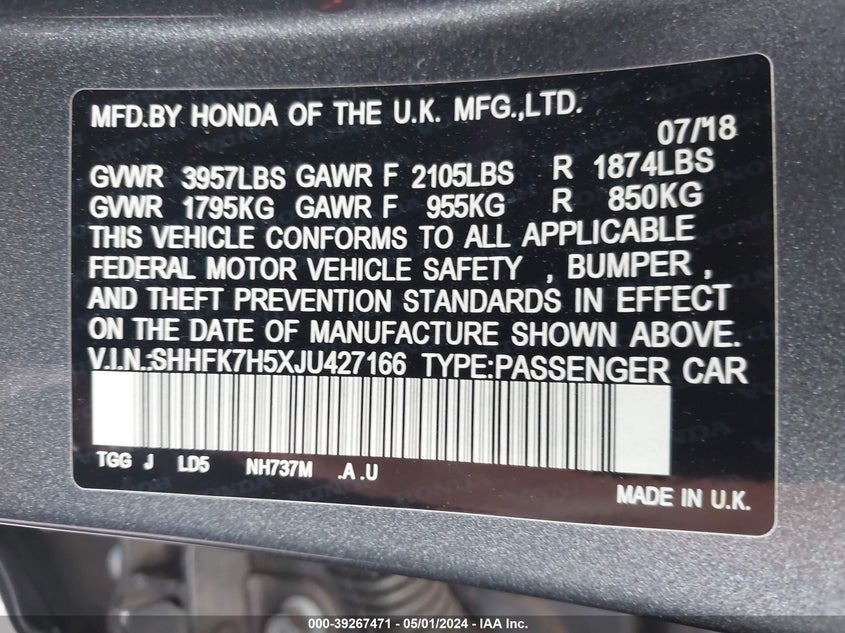 MFD.BY HONDA OF THE U.K. MFG.,LTD.
07/'18
GVWR 3957LBS GAWR F 2105LBS R 1874LBS
GVWR 1795KG GAWR F 955KG R 850KG
THIS VEHICLE CONFORMS TO ALL APPLICABLE
FEDERAL MOTOR VEHICLE SAFETY , BUMPER ,
AND THEFT PREVENTION STANDARDS IN EFFECT
ON THE DATE OF MANUFACTURE SHOWN ABOVE.
V.I.N.:SHHFK7H5XJU427166 TYPE:PASSENGER CAR
TGG J LD5 NH737M .A .U
MADE IN U.K.
000-39267471 - 05/01/2024 - IAA Inc.